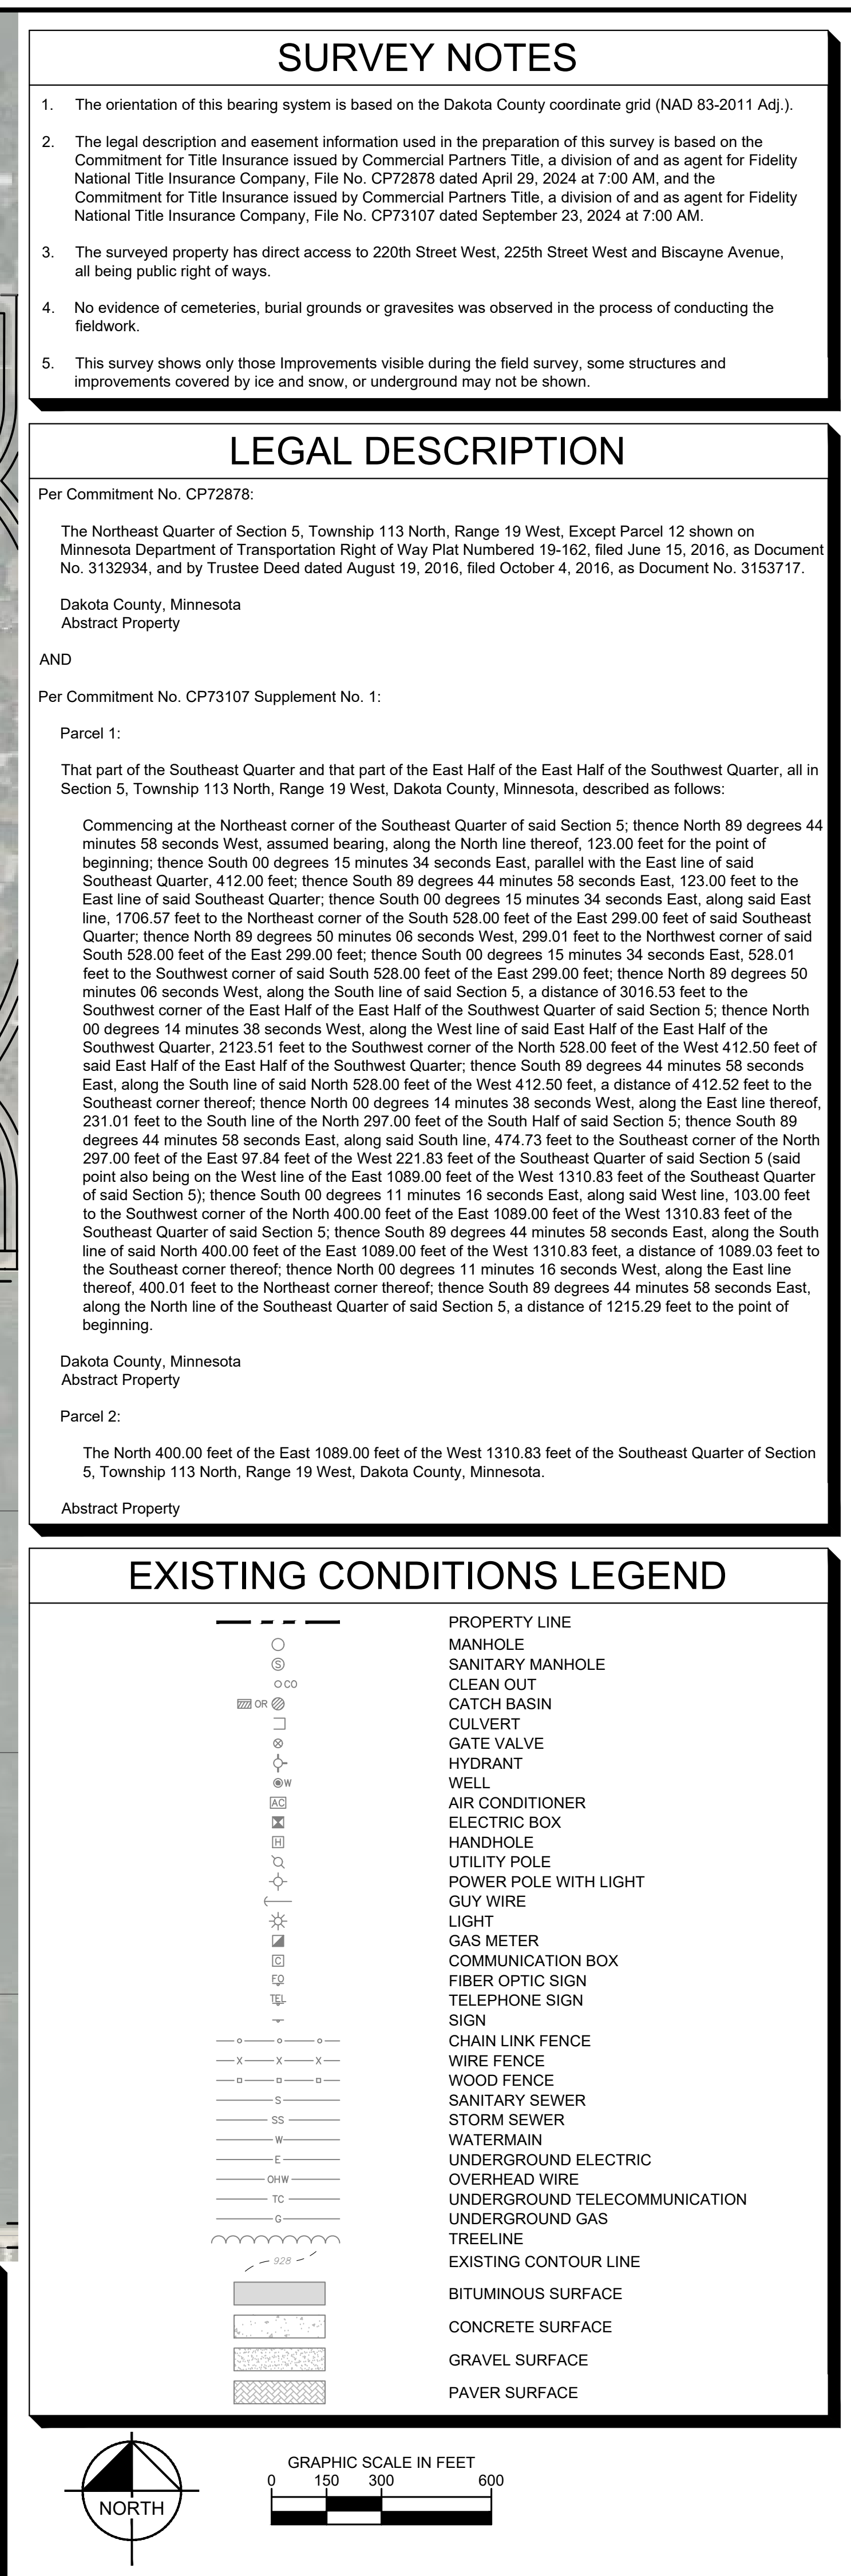 SURVEY NOTES
1. The orientation of this bearing system is based on the Dakota County coordinate grid (NAD 83-2011 Adj.).
2. The legal description and easement information used in the preparation of this survey is based on the
Commitment for Title Insurance issued by Commercial Partners Title, a division of and as agent for Fidelity
National Title Insurance Company, File No. CP72878 dated April 29, 2024 at 7:00 AM, and the
Commitment for Title Insurance issued by Commercial Partners Title, a division of and as agent for Fidelity
National Title Insurance Company, File No. CP73107 dated September 23, 2024 at 7:00 AM.
3. The surveyed property has direct access to 220th Street West, 225th Street West and Biscayne Avenue,
all being public right of ways.
4. No evidence of cemeteries, burial grounds or gravesites was observed in the process of conducting the
fieldwork.
5. This survey shows only those Improvements visible during the field survey, some structures and
improvements covered by ice and snow, or underground may not be shown.
LEGAL DESCRIPTION
Per Commitment No. CP72878:
The Northeast Quarter of Section 5, Township 113 North, Range 19 West, Except Parcel 12 shown on
Minnesota Department of Transportation Right of Way Plat Numbered 19-162, filed June 15, 2016, as Document
No. 3132934, and by Trustee Deed dated August 19, 2016, filed October 4, 2016, as Document No. 3153717.
Dakota County, Minnesota
Abstract Property
AND
Per Commitment No. CP73107 Supplement No. 1:
Parcel 1:
That part of the Southeast Quarter and that part of the East Half of the East Half of the Southwest Quarter, all in
Section 5, Township 113 North, Range 19 West, Dakota County, Minnesota, described as follows:
Commencing at the Northeast corner of the Southeast Quarter of said Section 5; thence North 89 degrees 44
minutes 58 seconds West, assumed bearing, along the North line thereof, 123.00 feet for the point of
beginning; thence South 00 degrees 15 minutes 34 seconds East, parallel with the East line of said
Southeast Quarter, 412.00 feet; thence South 89 degrees 44 minutes 58 seconds East, 123.00 feet to the
East line of said Southeast Quarter; thence South 00 degrees 15 minutes 34 seconds East, along said East
line, 1706.57 feet to the Northeast corner of the South 528.00 feet of the East 299.00 feet of said Southeast
Quarter; thence North 89 degrees 50 minutes 06 seconds West, 299.01 feet to the Northwest corner of said
South 528.00 feet of the East 299.00 feet; thence South 00 degrees 15 minutes 34 seconds East, 528.01
feet to the Southwest corner of said South 528.00 feet of the East 299.00 feet; thence North 89 degrees 50
minutes 06 seconds West, along the South line of said Section 5, a distance of 3016.53 feet to the
Southwest corner of the East Half of the East Half of the Southwest Quarter of said Section 5; thence North
00 degrees 14 minutes 38 seconds West, along the West line of said East Half of the East Half of the
Southwest Quarter, 2123.51 feet to the Southwest corner of the North 528.00 feet of the West 412.50 feet of
said East Half of the East Half of the Southwest Quarter; thence South 89 degrees 44 minutes 58 seconds
East, along the South line of said North 528.00 feet of the West 412.50 feet, a distance of 412.52 feet to the
Southeast corner thereof; thence North 00 degrees 14 minutes 38 seconds West, along the East line thereof,
231.01 feet to the South line of the North 297.00 feet of the South Half of said Section 5; thence South 89
degrees 44 minutes 58 seconds East, along said South line, 474.73 feet to the Southeast corner of the North
297.00 feet of the East 97.84 feet of the West 221.83 feet of the Southeast Quarter of said Section 5 (said
point also being on the West line of the East 1089.00 feet of the West 1310.83 feet of the Southeast Quarter
of said Section 5); thence South 00 degrees 11 minutes 16 seconds East, along said West line, 103.00 feet
to the Southwest corner of the North 400.00 feet of the East 1089.00 feet of the West 1310.83 feet of the
Southeast Quarter of said Section 5; thence South 89 degrees 44 minutes 58 seconds East, along the South
line of said North 400.00 feet of the East 1089.00 feet of the West 1310.83 feet, a distance of 1089.03 feet to
the Southeast corner thereof; thence North 00 degrees 11 minutes 16 seconds West, along the East line
thereof, 400.01 feet to the Northeast corner thereof; thence South 89 degrees 44 minutes 58 seconds East,
along the North line of the Southeast Quarter of said Section 5, a distance of 1215.29 feet to the point of
beginning.
Dakota County, Minnesota
Abstract Property
Parcel 2:
The North 400.00 feet of the East 1089.00 feet of the West 1310.83 feet of the Southeast Quarter of Section
5, Township 113 North, Range 19 West, Dakota County, Minnesota.
Abstract Property
EXISTING CONDITIONS LEGEND
PROPERTY LINE
MANHOLE
S SANITARY MANHOLE
CO CLEAN OUT
OR CATCH BASIN
CULVERT
GATE VALVE
HYDRANT
W WELL
AC AIR CONDITIONER
ELECTRIC BOX
H HANDHOLE
UTILITY POLE
POWER POLE WITH LIGHT
GUY WIRE
LIGHT
GAS METER
C COMMUNICATION BOX
FO FIBER OPTIC SIGN
TEL TELEPHONE SIGN
SIGN
CHAIN LINK FENCE
X X X WIRE FENCE
WOOD FENCE
S SANITARY SEWER
SS STORM SEWER
W WATERMAIN
E UNDERGROUND ELECTRIC
OHW OVERHEAD WIRE
TC UNDERGROUND TELECOMMUNICATION
G UNDERGROUND GAS
TREELINE
928 EXISTING CONTOUR LINE
BITUMINOUS SURFACE
CONCRETE SURFACE
GRAVEL SURFACE
PAVER SURFACE
NORTH
GRAPHIC SCALE IN FEET
0 150 300 600